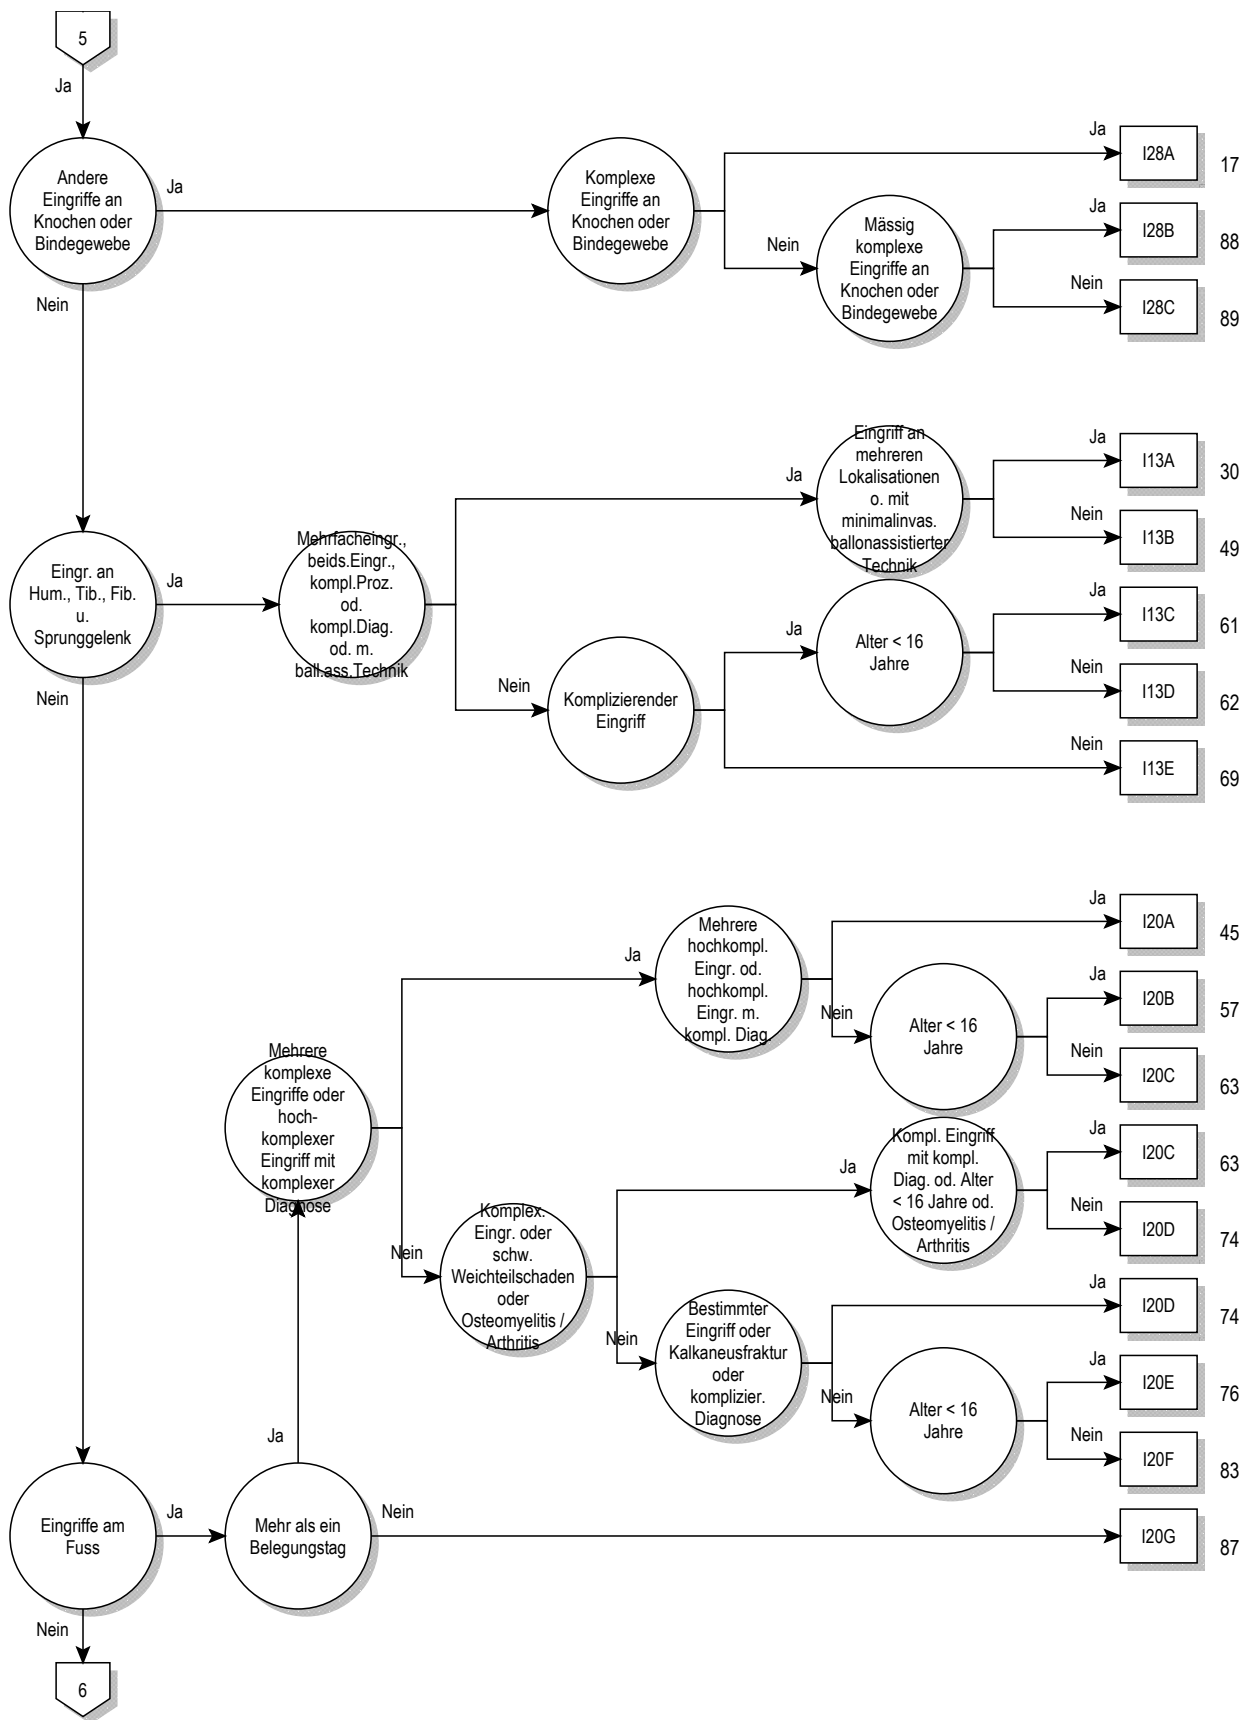 5
Ja
Andere
Eingriffe an
Knochen oder
Bindegewebe
Ja
Nein
Komplexe
Eingriffe an
Knochen oder
Bindegewebe
Ja
I28A
17
Nein
Mässig
komplexe
Eingriffe an
Knochen oder
Bindegewebe
Ja
I28B
88
Nein
I28C
89
Eingr. an
Hum., Tib., Fib.
u.
Sprunggelenk
Ja
Nein
Mehrfacheingr.,
beids.Eingr.,
kompl.Proz.
od.
kompl.Diag.
od. m.
ball.ass.Technik
Ja
Eingriff an
mehreren
Lokalisationen
o. mit
minimalinvas.
ballonassistierter
Technik
Ja
I13A
30
Nein
I13B
49
Nein
Komplizierender
Eingriff
Ja
Alter < 16
Jahre
Ja
I13C
61
Nein
I13D
62
Nein
I13E
69
Mehrere
komplexe
Eingriffe oder
hoch-
komplexer
Eingriff mit
komplexer
Diagnose
Ja
Mehrere
hochkompl.
Eingr. od.
hochkompl.
Eingr. m.
kompl. Diag.
Ja
I20A
45
Nein
Alter < 16
Jahre
Ja
I20B
57
Nein
I20C
63
Nein
Komplex.
Eingr. oder
schw.
Weichteilschaden
oder
Osteomyelitis /
Arthritis
Ja
Kompl. Eingriff
mit kompl.
Diag. od. Alter
< 16 Jahre od.
Osteomyelitis /
Arthritis
Ja
I20C
63
Nein
I20D
74
Nein
Bestimmter
Eingriff oder
Kalkaneusfraktur
oder
komplizier.
Diagnose
Ja
I20D
74
Nein
Alter < 16
Jahre
Ja
I20E
76
Nein
I20F
83
Ja
Eingriffe am
Fuss
Ja
Mehr als ein
Belegungstag
Nein
I20G
87
Nein
6